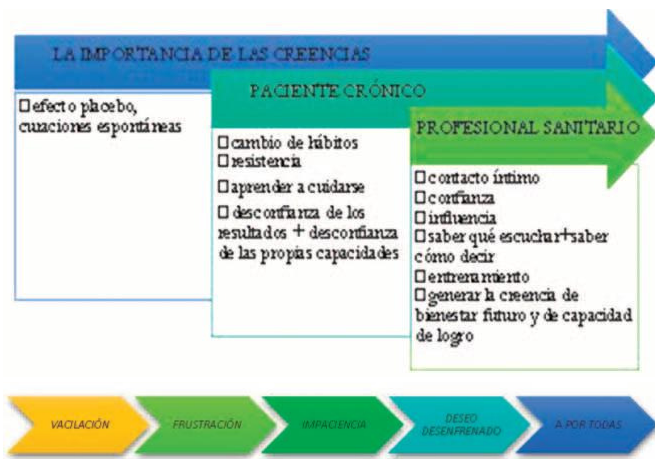 LA IMPORTANCIA DE LAS CREENCIAS
□ efecto placebo,
curaciones espontáneas
PACIENTE CRÓNICO
□ cambio de hábitos
□ resistencia
□ aprender a cuidarse
□ desconfianza de los
resultados + desconfianza
de las propias capacidades
PROFESIONAL SANITARIO
□ contacto íntimo
□ confianza
□ influencia
□ saber qué escuchar+saber
cómo decir
□ entrenamiento
□ generar la creencia de
bienestar futuro y de capacidad
de logro
VACILACIÓN
FRUSTRACIÓN
IMPACIENCIA
DESEO
DESENFRENADO
A POR TODAS